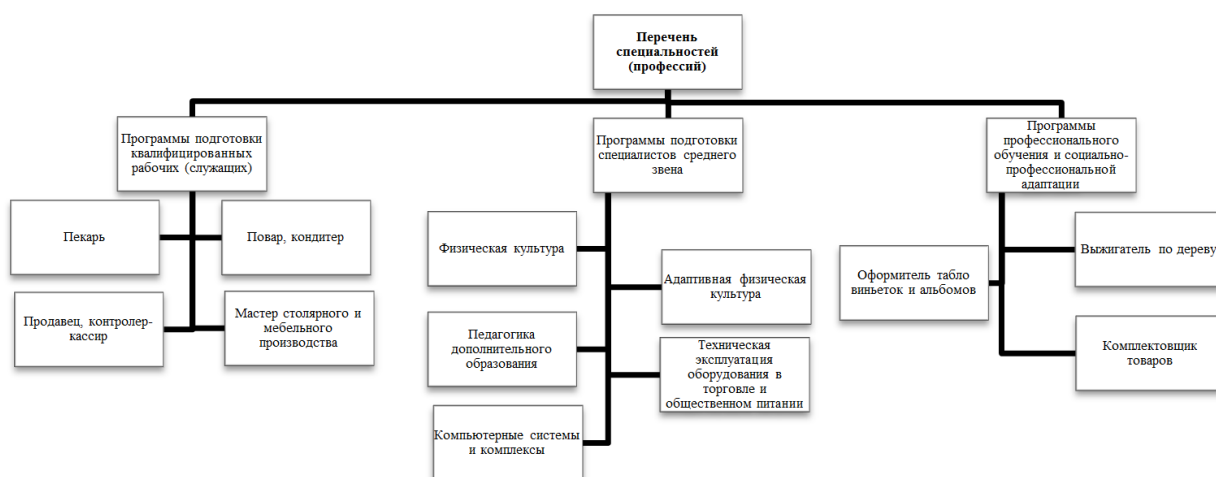 Перечень
специальностей
(профессий)
Программы подготовки
квалифицированных
рабочих (служащих)
Программы подготовки
специалистов среднего
звена
Программы
профессионального
обучения и социально-
профессиональной
адаптации
Пекарь
Повар, кондитер
Продавец, контролер-
кассир
Мастер столярного и
мебельного
производства
Физическая культура
Адаптивная физическая
культура
Педагогика
дополнительного
образования
Техническая
эксплуатация
оборудования в
торговле и
общественном питании
Компьютерные системы
и комплексы
Выжигатель по дереву
Оформитель табло
виньеток и альбомов
Комплектовщик
товаров